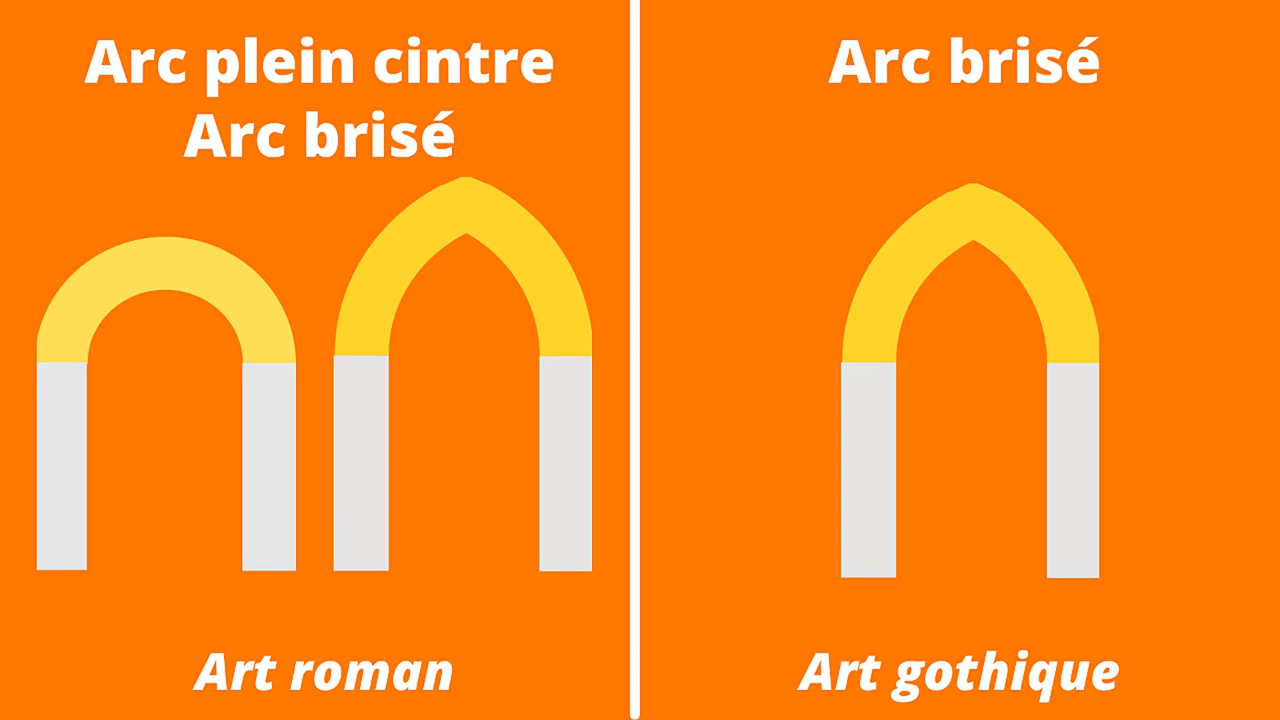 Arc plein cintre
Arc brisé
Art roman
Arc brisé
Art gothique